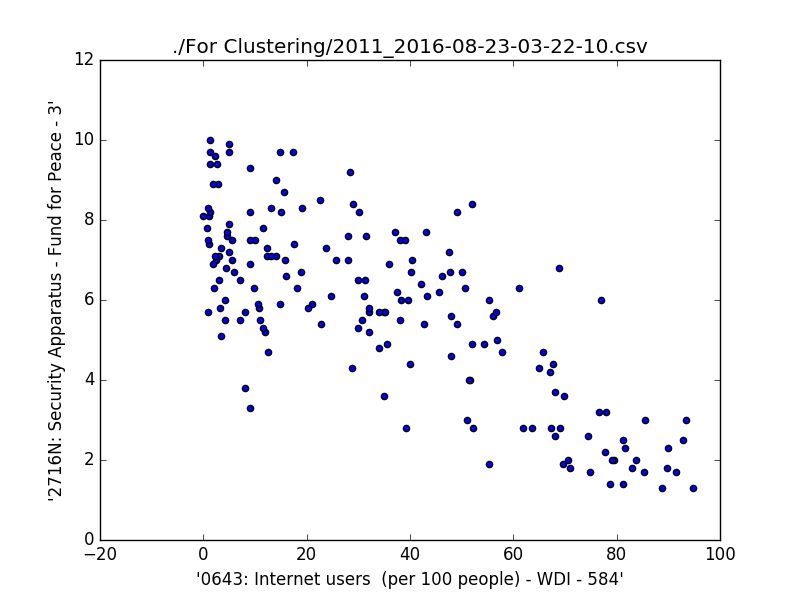 ./For Clustering/2011_2016-08-23-03-22-10.csv
12
10
8
6
4
2
0
'2716N: Security Apparatus - Fund for Peace - 3'
−20 0 20 40 60 80 100
'0643: Internet users  (per 100 people) - WDI - 584'